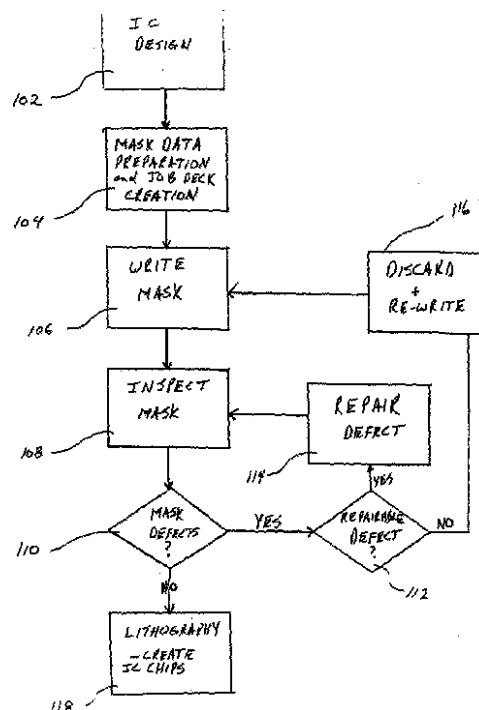 IC
DESIGN
102
MASK DATA
PREPARATION
and JOB DECK
CREATION
104
WRITE
MASK
106
DISCARD
+
RE-WRITE
116
INSPECT
MASK
108
REPAIR
DEFECT
114
YES
MASK
DEFECTS
?
110
YES
REPAIRABLE
DEFECT
?
112
NO
NO
LITHOGRAPHY
-CREATE
IC CHIPS
118